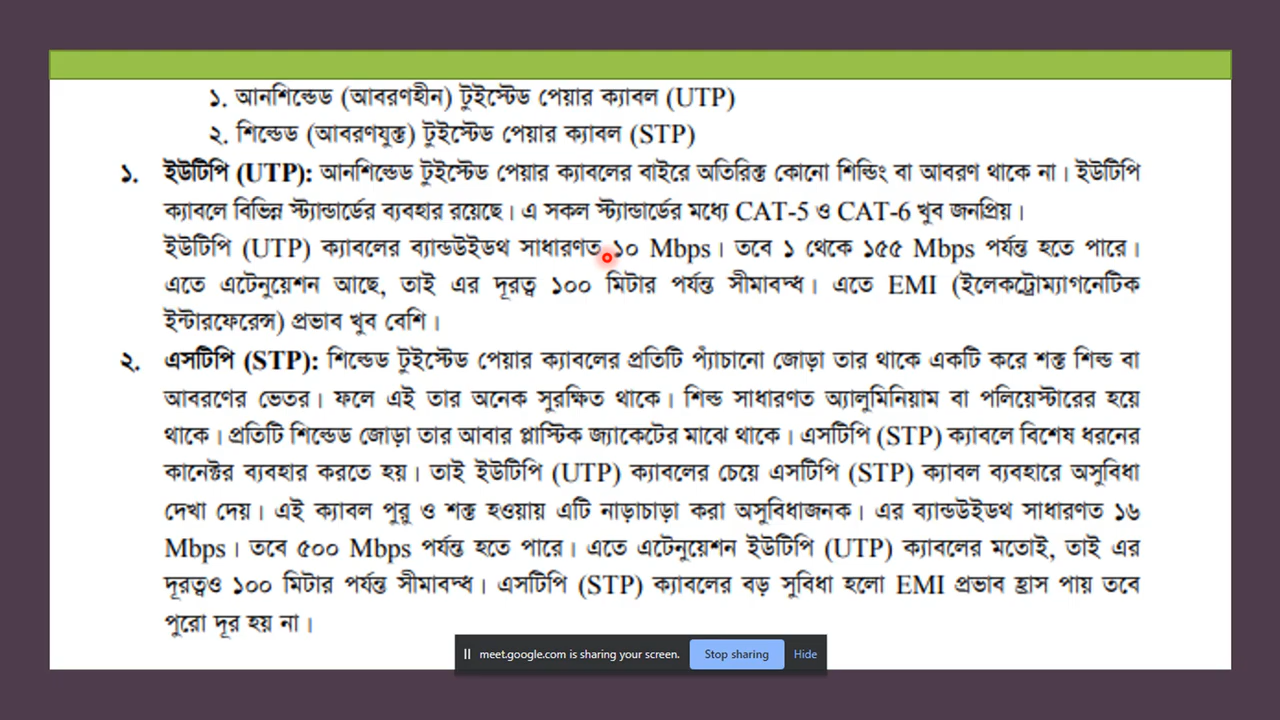 ১. আনশিল্ডেড (আবরণহীন) টুইস্টেড পেয়ার ক্যাবল (UTP)
২. শিল্ডেড (আবরণযুক্ত) টুইস্টেড পেয়ার ক্যাবল (STP)
১. ইউটিপি (UTP): আনশিল্ডেড টুইস্টেড পেয়ার ক্যাবলের বাইরে অতিরিক্ত কোনো শিল্ডিং বা আবরণ থাকে না। ইউটিপি
ক্যাবলে বিভিন্ন স্ট্যান্ডার্ডের ব্যবহার রয়েছে। এ সকল স্ট্যান্ডার্ডের মধ্যে CAT-5 ও CAT-6 খুব জনপ্রিয়।
ইউটিপি (UTP) ক্যাবলের ব্যান্ডউইডথ সাধারণত ১০ Mbps। তবে ১ থেকে ১৫৫ Mbps পর্যন্ত হতে পারে।
এতে এটেনুয়েশন আছে, তাই এর দূরত্ব ১০০ মিটার পর্যন্ত সীমাবদ্ধ। এতে EMI (ইলেকট্রোম্যাগনেটিক
ইন্টারফেরেন্স) প্রভাব খুব বেশি।
২. এসটিপি (STP): শিল্ডেড টুইস্টেড পেয়ার ক্যাবলের প্রতিটি প্যাঁচানো জোড়া তার থাকে একটি করে শক্ত শিল্ড বা
আবরণের ভেতর। ফলে এই তার অনেক সুরক্ষিত থাকে। শিল্ড সাধারণত অ্যালুমিনিয়াম বা পলিয়েস্টারের হয়ে
থাকে। প্রতিটি শিল্ডেড জোড়া তার আবার প্লাস্টিক জ্যাকেটের মাঝে থাকে। এসটিপি (STP) ক্যাবলে বিশেষ ধরনের
কানেক্টর ব্যবহার করতে হয়। তাই ইউটিপি (UTP) ক্যাবলের চেয়ে এসটিপি (STP) ক্যাবল ব্যবহারে অসুবিধা
দেখা দেয়। এই ক্যাবল পুরু ও শক্ত হওয়ায় এটি নাড়াচাড়া করা অসুবিধাজনক। এর ব্যান্ডউইডথ সাধারণত ১৬
Mbps। তবে ৫০০ Mbps পর্যন্ত হতে পারে। এতে এটেনুয়েশন ইউটিপি (UTP) ক্যাবলের মতোই, তাই এর
দূরত্বও ১০০ মিটার পর্যন্ত সীমাবদ্ধ। এসটিপি (STP) ক্যাবলের বড় সুবিধা হলো EMI প্রভাব হ্রাস পায় তবে
পুরো দূর হয় না।
meet.google.com is sharing your screen. Stop sharing Hide